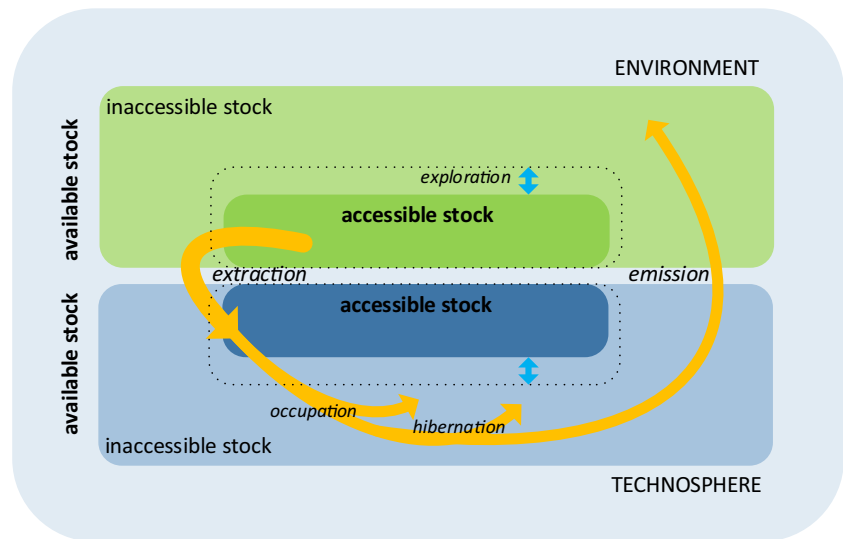 ENVIRONMENT
inaccessible stock
available stock
exploration
accessible stock
extraction
emission
accessible stock
available stock
occupation
hibernation
inaccessible stock
TECHNOSPHERE